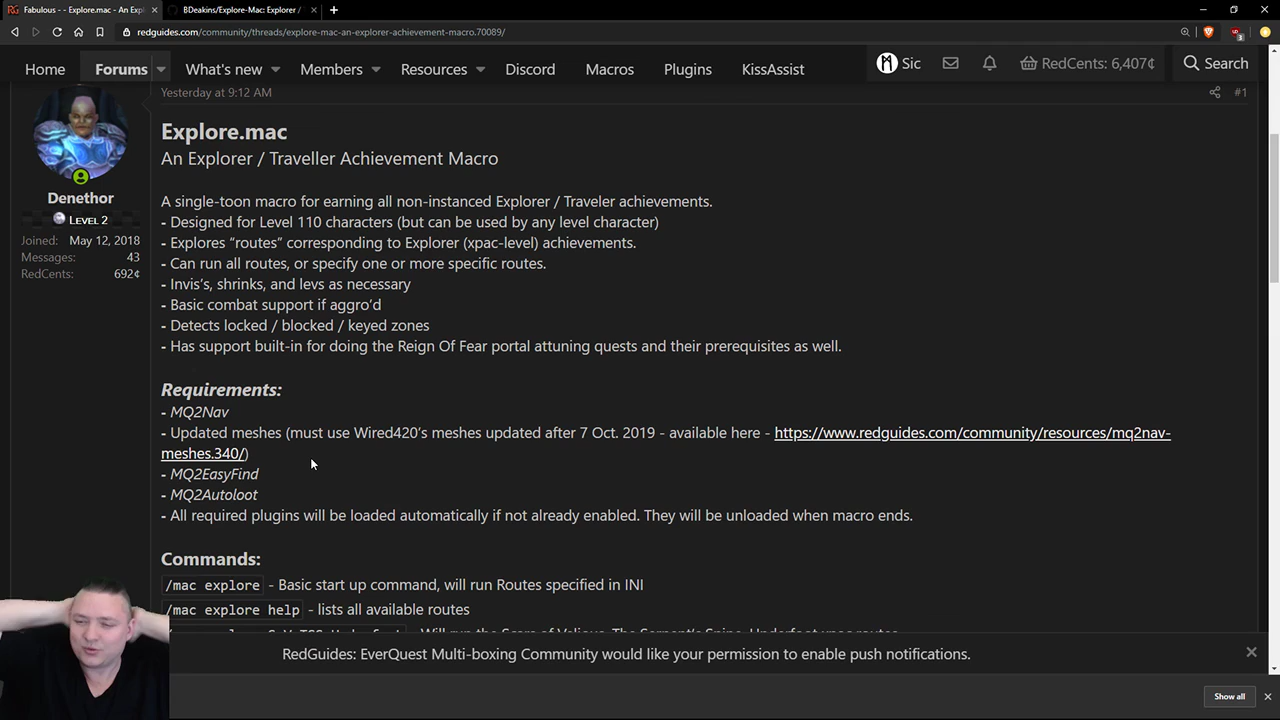 Fabulous - - Explore.mac - An Expl
BDeakins/Explore-Mac: Explorer /
redguides.com/community/threads/explore-mac-an-explorer-achievement-macro.70089/
Home
Forums
What's new
Members
Resources
Discord
Macros
Plugins
KissAssist
Sic
RedCents: 6,407¢
Search
Yesterday at 9:12 AM
#1
Explore.mac
An Explorer / Traveller Achievement Macro
Denethor
LEVEL 2
Joined: May 12, 2018
Messages: 43
RedCents: 692¢
A single-toon macro for earning all non-instanced Explorer / Traveler achievements.
- Designed for Level 110 characters (but can be used by any level character)
- Explores “routes” corresponding to Explorer (xpac-level) achievements.
- Can run all routes, or specify one or more specific routes.
- Invis’s, shrinks, and levs as necessary
- Basic combat support if aggro’d
- Detects locked / blocked / keyed zones
- Has support built-in for doing the Reign Of Fear portal attuning quests and their prerequisites as well.
Requirements:
- MQ2Nav
- Updated meshes (must use Wired420’s meshes updated after 7 Oct. 2019 - available here - https://www.redguides.com/community/resources/mq2nav-
meshes.340/)
- MQ2EasyFind
- MQ2Autoloot
- All required plugins will be loaded automatically if not already enabled. They will be unloaded when macro ends.
Commands:
/mac explore - Basic start up command, will run Routes specified in INI
/mac explore help - lists all available routes
RedGuides: EverQuest Multi-boxing Community would like your permission to enable push notifications.
Show all